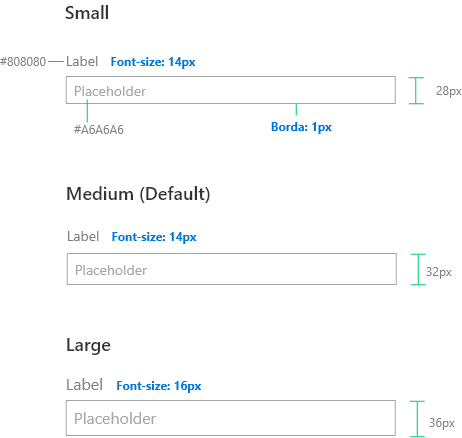 Small
#808080 Label Font-size: 14px
Placeholder 28px
#A6A6A6 Borda: 1px
Medium (Default)
Label Font-size: 14px
Placeholder 32px
Large
Label Font-size: 16px
Placeholder 36px